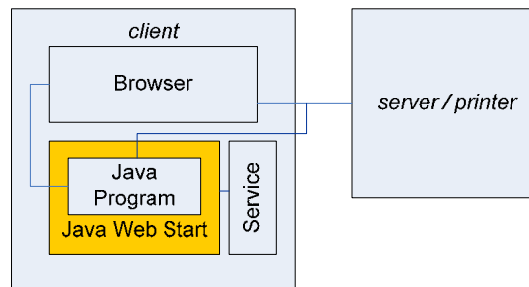 client
Browser
server / printer
Java
Program
Java Web Start
Service